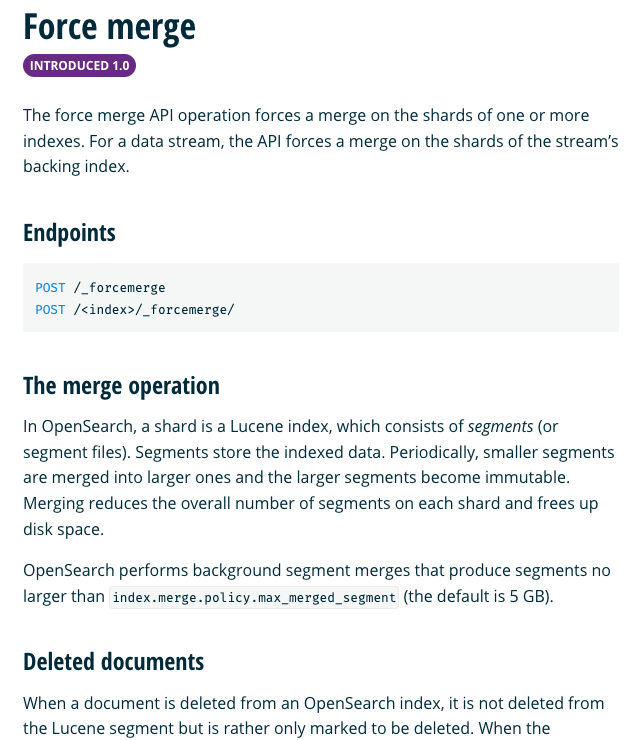 Force merge
INTRODUCED 1.0
The force merge API operation forces a merge on the shards of one or more
indexes. For a data stream, the API forces a merge on the shards of the stream’s
backing index.
Endpoints
POST /_forcemerge
POST /<index>/_forcemerge/
The merge operation
In OpenSearch, a shard is a Lucene index, which consists of segments (or
segment files). Segments store the indexed data. Periodically, smaller segments
are merged into larger ones and the larger segments become immutable.
Merging reduces the overall number of segments on each shard and frees up
disk space.
OpenSearch performs background segment merges that produce segments no
larger than index.merge.policy.max_merged_segment (the default is 5 GB).
Deleted documents
When a document is deleted from an OpenSearch index, it is not deleted from
the Lucene segment but is rather only marked to be deleted. When the